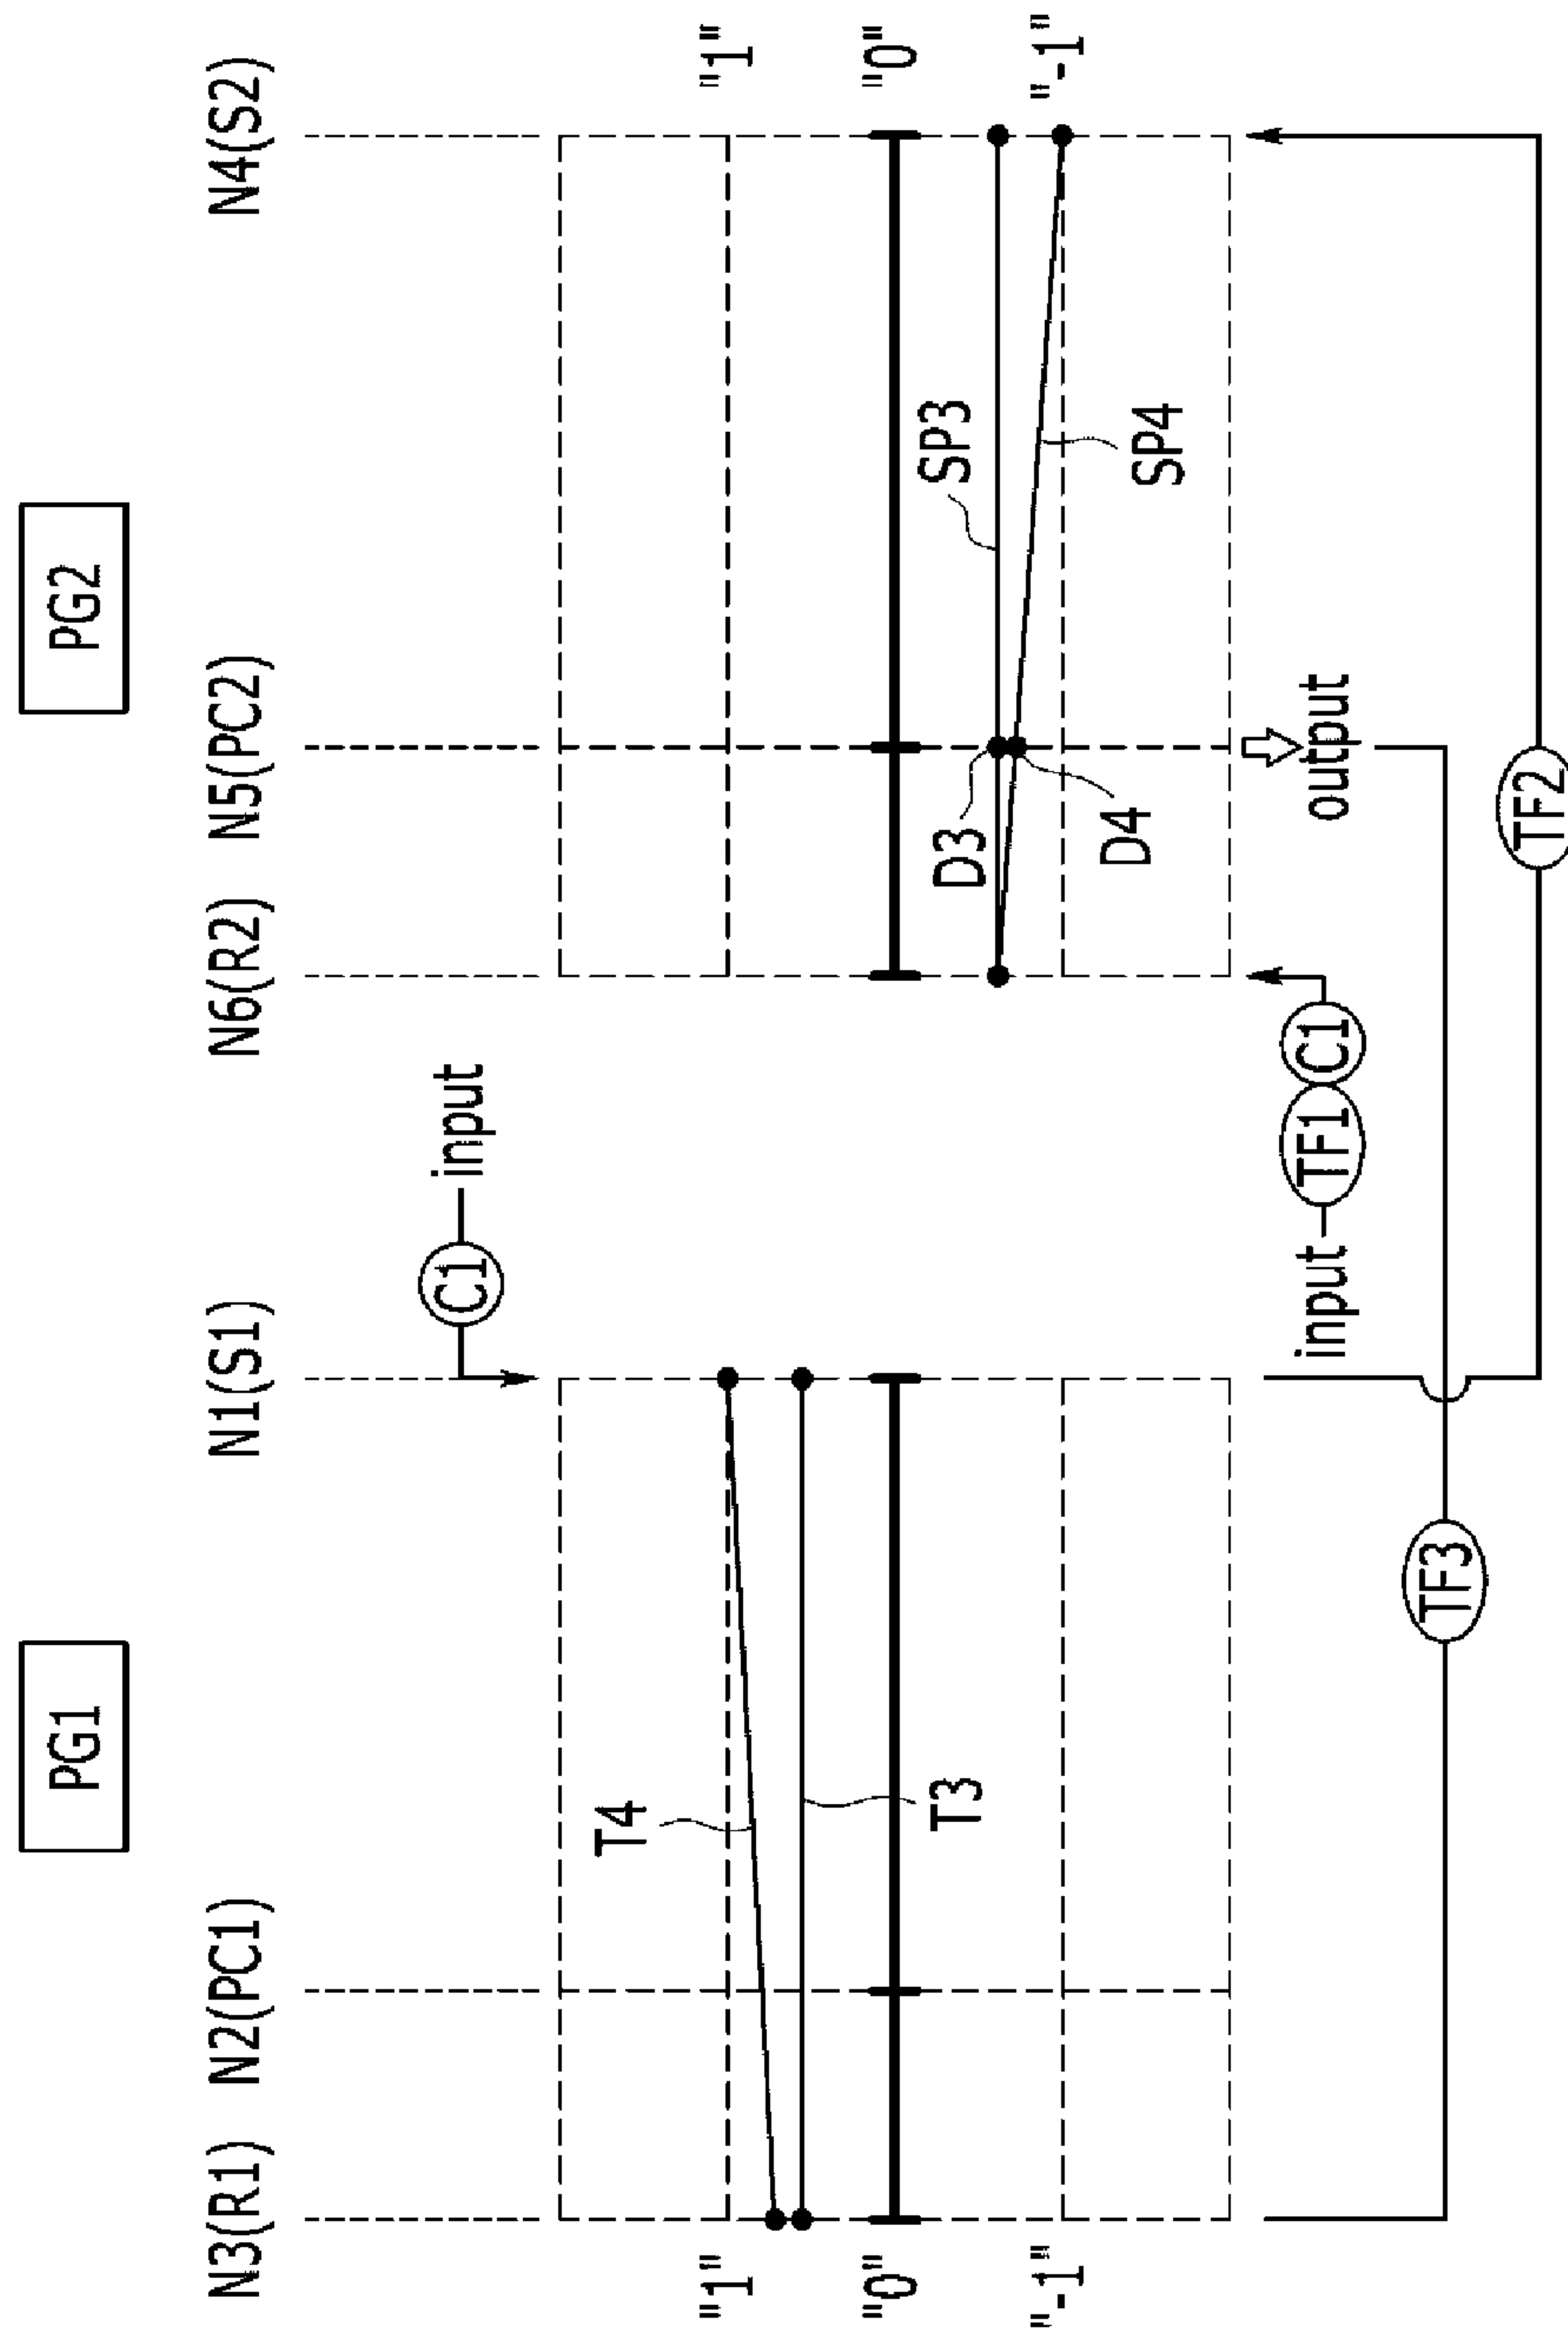 PG1
PG2
N3(R1)
N2(PC1)
N1(S1)
N6(R2)
N5(PC2)
N4(S2)
C1
input
T4
T3
"1"
"0"
"-1"
"1"
"0"
"-1"
SP3
D3
D4
SP4
input
TF1
C1
output
TF3
TF2